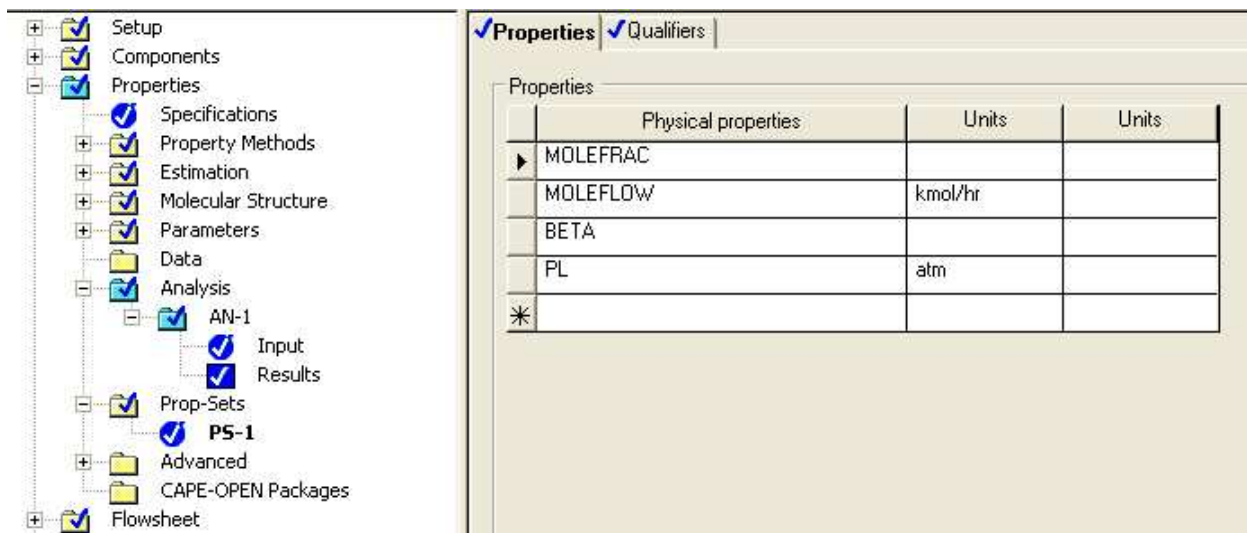 Setup
Components
Properties
Specifications
Property Methods
Estimation
Molecular Structure
Parameters
Data
Analysis
AN-1
Input
Results
Prop-Sets
PS-1
Advanced
CAPE-OPEN Packages
Flowsheet
Properties Qualifiers
Properties
Physical properties Units Units
MOLEFRAC
MOLEFLOW kmol/hr
BETA
PL atm